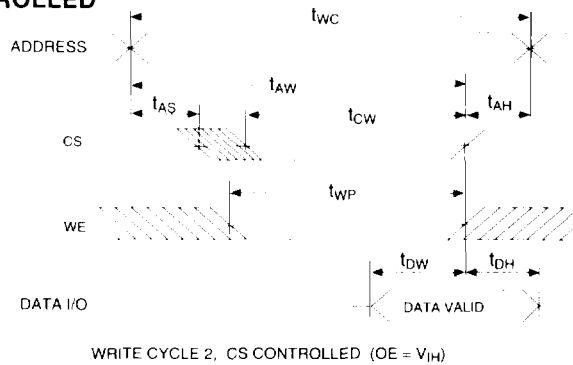 ROLLED
tWC
ADDRESS
tAW
tAS
tAH
tCW
CS
tWP
WE
tDW
tDH
DATA I/O
DATA VALID
WRITE CYCLE 2, CS CONTROLLED (OE = VIH)